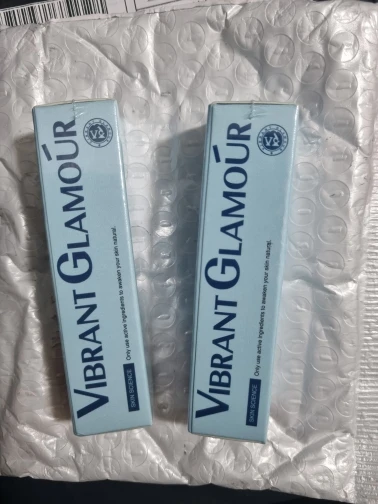 VIBRANT GLAMOUR
Only use active ingredients to awaken your skin natural.
SKIN SCIENCE
VIBRANT GLAMOUR
Only use active ingredients to awaken your skin natural.
SKIN SCIENCE